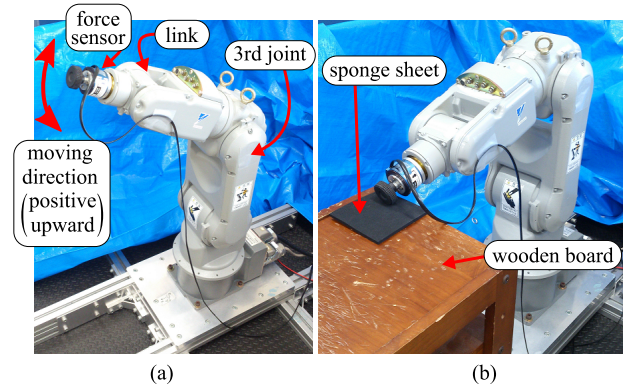 force
sensor
link
3rd joint
moving
direction
(positive
upward)
(a)
sponge sheet
wooden board
(b)